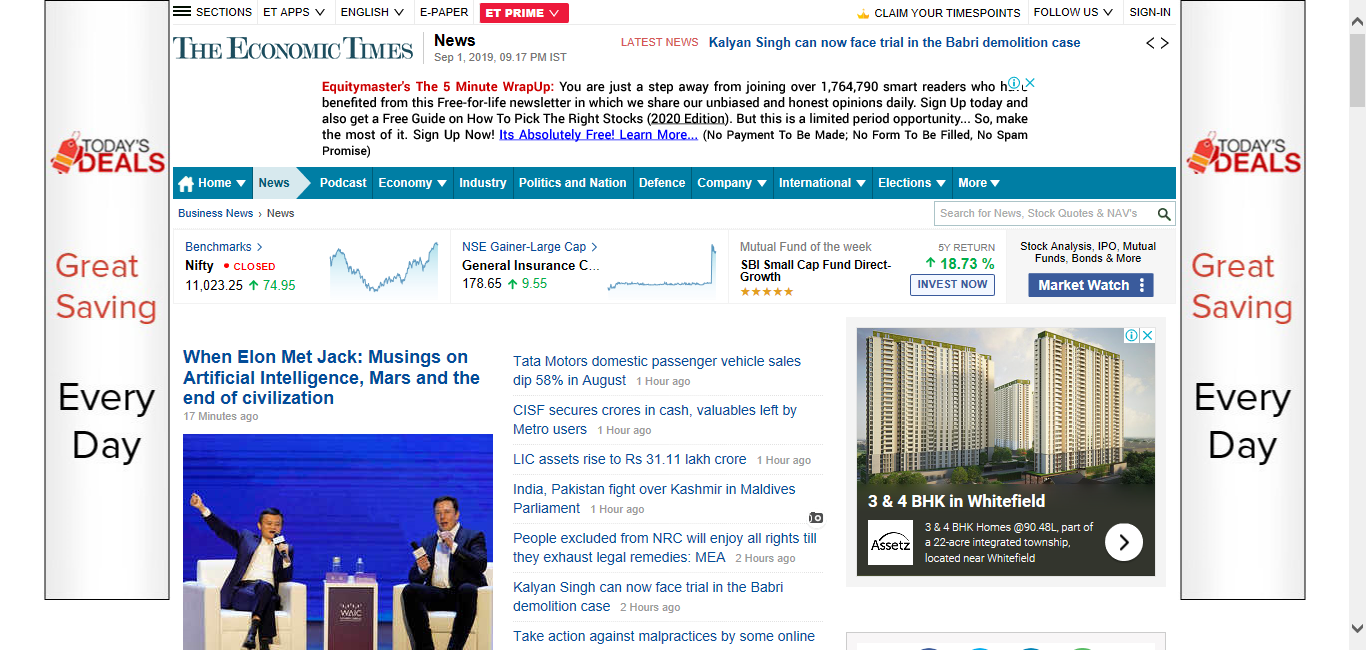 SECTIONS ET APPS ENGLISH E-PAPER ET PRIME CLAIM YOUR TIMESPOINTS FOLLOW US SIGN-IN
THE ECONOMIC TIMES
News
Sep 1, 2019, 09.17 PM IST
LATEST NEWS Kalyan Singh can now face trial in the Babri demolition case
Equitymaster's The 5 Minute WrapUp: You are just a step away from joining over 1,764,790 smart readers who have
benefited from this Free-for-life newsletter in which we share our unbiased and honest opinions daily. Sign Up today and
also get a Free Guide on How To Pick The Right Stocks (2020 Edition). But this is a limited period opportunity... So, make
the most of it. Sign Up Now! Its Absolutely Free! Learn More... (No Payment To Be Made; No Form To Be Filled, No Spam
Promise)
Home News Podcast Economy Industry Politics and Nation Defence Company International Elections More
Business News › News
Search for News, Stock Quotes & NAV's
Benchmarks
Nifty CLOSED
11,023.25 74.95
NSE Gainer-Large Cap
General Insurance C...
178.65 9.55
Mutual Fund of the week
SBI Small Cap Fund Direct-
Growth
5Y RETURN
18.73 %
INVEST NOW
Stock Analysis, IPO, Mutual
Funds, Bonds & More
Market Watch
When Elon Met Jack: Musings on
Artificial Intelligence, Mars and the
end of civilization
17 Minutes ago
WAIC
Tata Motors domestic passenger vehicle sales
dip 58% in August 1 Hour ago
CISF secures crores in cash, valuables left by
Metro users 1 Hour ago
LIC assets rise to Rs 31.11 lakh crore 1 Hour ago
India, Pakistan fight over Kashmir in Maldives
Parliament 1 Hour ago
People excluded from NRC will enjoy all rights till
they exhaust legal remedies: MEA 2 Hours ago
Kalyan Singh can now face trial in the Babri
demolition case 2 Hours ago
Take action against malpractices by some online
3 & 4 BHK in Whitefield
Assetz
3 & 4 BHK Homes @90.48L, part of
a 22-acre integrated township,
located near Whitefield
TODAY'S
DEALS
Great
Saving
Every
Day
TODAY'S
DEALS
Great
Saving
Every
Day